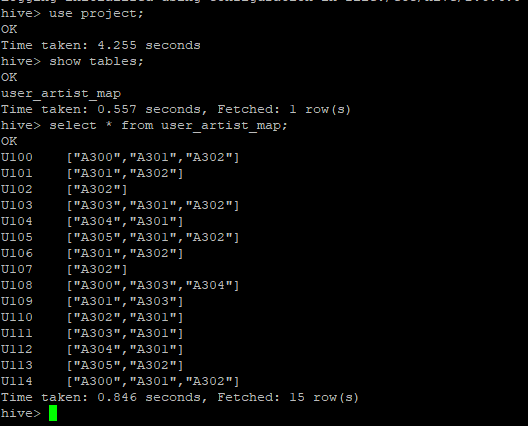 hive> use project;
OK
Time taken: 4.255 seconds
hive> show tables;
OK
user_artist_map
Time taken: 0.557 seconds, Fetched: 1 row(s)
hive> select * from user_artist_map;
OK
U100 ["A300","A301","A302"]
U101 ["A301","A302"]
U102 ["A302"]
U103 ["A303","A301","A302"]
U104 ["A304","A301"]
U105 ["A305","A301","A302"]
U106 ["A301","A302"]
U107 ["A302"]
U108 ["A300","A303","A304"]
U109 ["A301","A303"]
U110 ["A302","A301"]
U111 ["A303","A301"]
U112 ["A304","A301"]
U113 ["A305","A302"]
U114 ["A300","A301","A302"]
Time taken: 0.846 seconds, Fetched: 15 row(s)
hive>